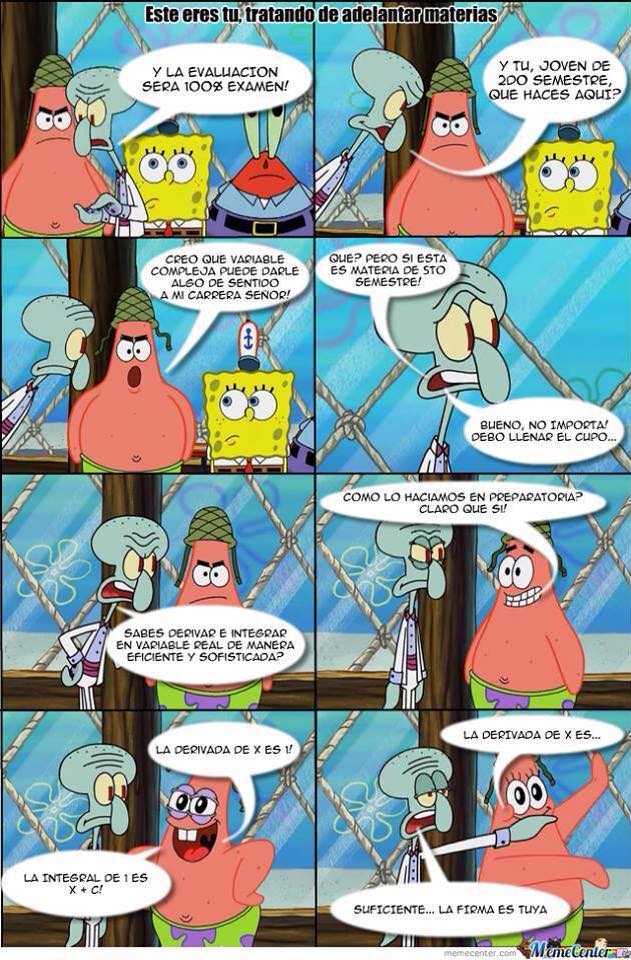 Este eres tu, tratando de adelantar materias
Y LA EVALUACION
SERA 100% EXAMEN!
Y TU, JOVEN DE
2DO SEMESTRE,
QUE HACES AQUI?
CREO QUE VARIABLE
COMPLEJA PUEDE DARLE
ALGO DE SENTIDO
A MI CARRERA SEÑOR!
QUE? PERO SI ESTA
ES MATERIA DE 5TO
SEMESTRE!
BUENO, NO IMPORTA!
DEBO LLENAR EL CUPO...
SABES DERIVAR E INTEGRAR
EN VARIABLE REAL DE MANERA
EFICIENTE Y SOFISTICADA?
COMO LO HACIAMOS EN PREPARATORIA?
CLARO QUE SI!
LA DERIVADA DE X ES 1!
LA INTEGRAL DE 1 ES
X + C!
LA DERIVADA DE X ES...
SUFICIENTE... LA FIRMA ES TUYA
memecenter.com
MemeCenter